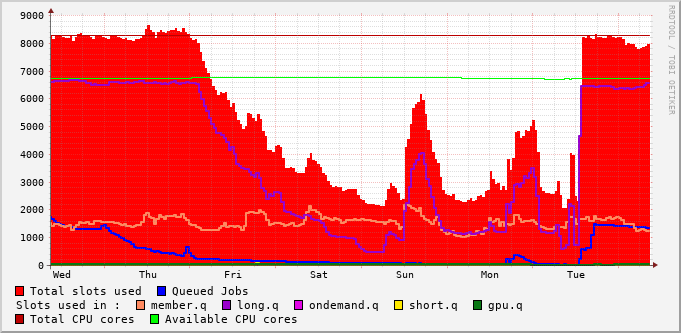 9000
8000
7000
6000
5000
4000
3000
2000
1000
0
Wed Thu Fri Sat Sun Mon Tue
RRDTOOL / TOBI OETIKER
Total slots used Queued Jobs
Slots used in : member.q long.q ondemand.q short.q gpu.q
Total CPU cores Available CPU cores